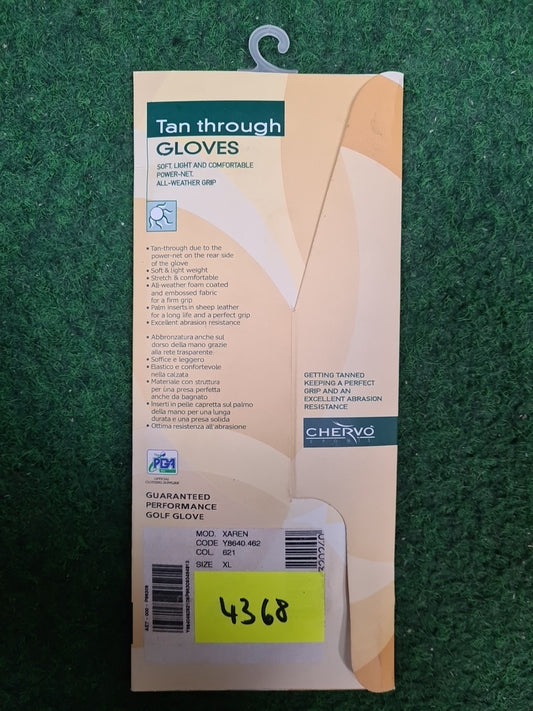 Tan through
GLOVES
SOFT, LIGHT AND COMFORTABLE
POWER-NET.
ALL-WEATHER GRIP
• Tan-through due to the
power-net on the rear side
of the glove
• Soft & light weight
• Stretch & comfortable
• All-weather foam coated
and embossed fabric
for a firm grip
• Palm inserts in sheep leather
for a long life and a perfect grip
• Excellent abrasion resistance
• Abbronzatura anche sul
dorso della mano grazie
alla rete trasparente.
• Soffice e leggero
• Elastico e confortevole
nella calzata
• Materiale con struttura
per una presa perfetta
anche da bagnato
• Inserti in pelle capretta sul palmo
della mano per una lunga
durata e una presa solida
• Ottima resistenza all'abrasione
GETTING TANNED
KEEPING A PERFECT
GRIP AND AN
EXCELLENT ABRASION
RESISTANCE
CHERVÒ
SPORT
PGA
OFFICIAL
CLOTHING SUPPLIER
GUARANTEED
PERFORMANCE
GOLF GLOVE
MOD. XAREN
CODE Y8640.462
COL. 621
SIZE XL
4368